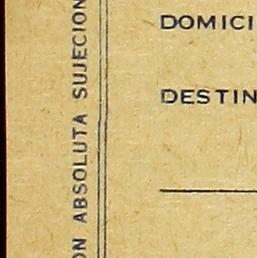 DOMICI
DESTIN
ON ABSOLUTA SUJECION